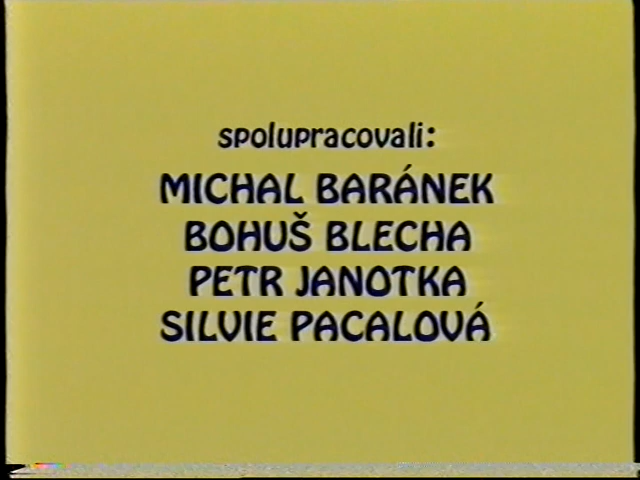 spolupracovali:
MICHAL BARÁNEK
BOHUŠ BLECHA
PETR JANOTKA
SILVIE PACALOVÁ